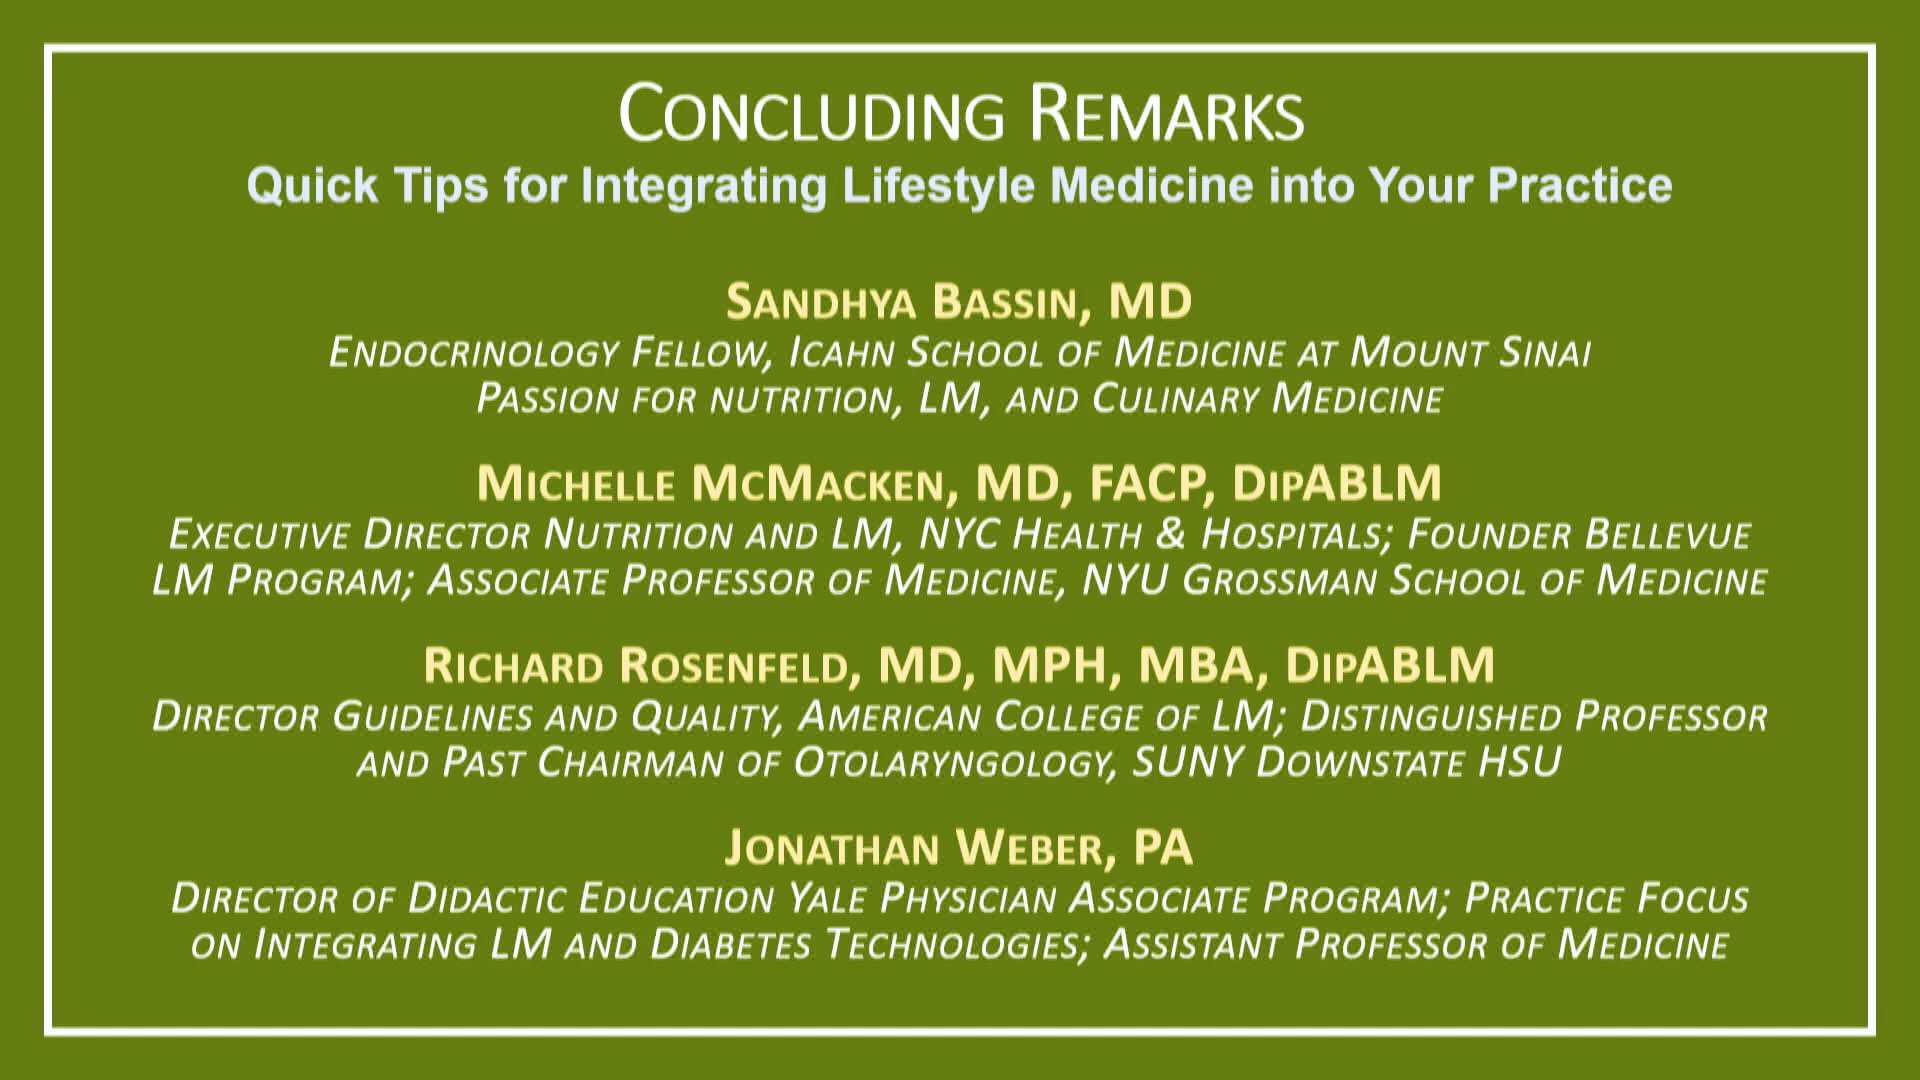 Concluding Remarks
Quick Tips for Integrating Lifestyle Medicine into Your Practice
Sandhya Bassin, MD
Endocrinology Fellow, Icahn School of Medicine at Mount Sinai
Passion for nutrition, LM, and Culinary Medicine
Michelle McMacken, MD, FACP, DipABLM
Executive Director Nutrition and LM, NYC Health & Hospitals; Founder Bellevue
LM Program; Associate Professor of Medicine, NYU Grossman School of Medicine
Richard Rosenfeld, MD, MPH, MBA, DipABLM
Director Guidelines and Quality, American College of LM; Distinguished Professor
and Past Chairman of Otolaryngology, SUNY Downstate HSU
Jonathan Weber, PA
Director of Didactic Education Yale Physician Associate Program; Practice Focus
on Integrating LM and Diabetes Technologies; Assistant Professor of Medicine